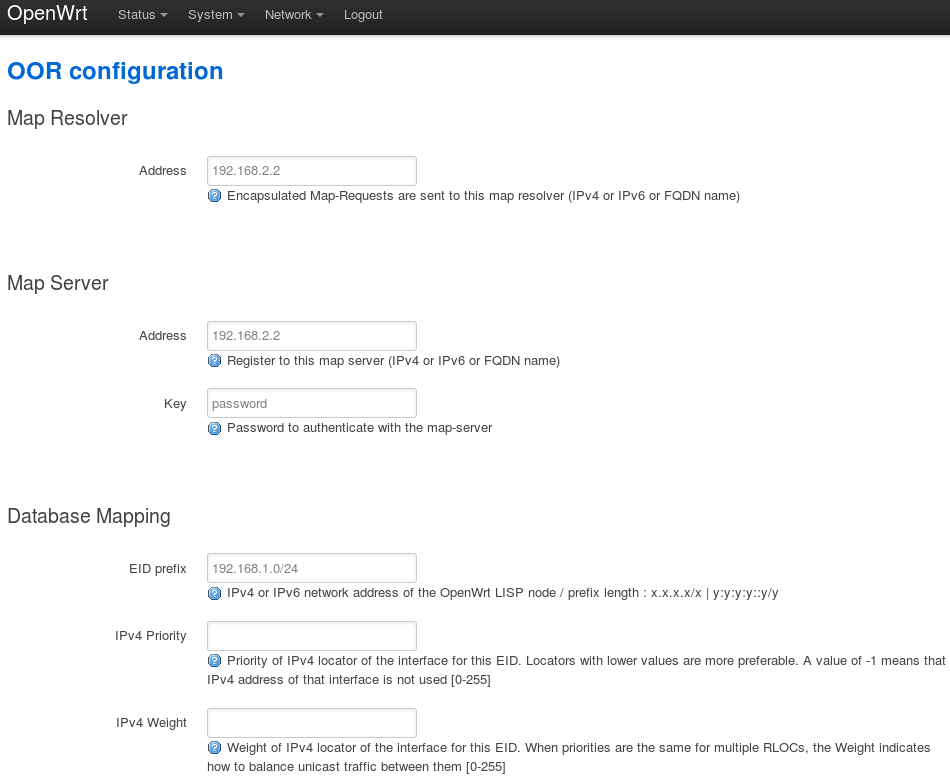 OpenWrt Status System Network Logout
OOR configuration
Map Resolver
Address 192.168.2.2
Encapsulated Map-Requests are sent to this map resolver (IPv4 or IPv6 or FQDN name)
Map Server
Address 192.168.2.2
Register to this map server (IPv4 or IPv6 or FQDN name)
Key password
Password to authenticate with the map-server
Database Mapping
EID prefix 192.168.1.0/24
IPv4 or IPv6 network address of the OpenWrt LISP node / prefix length : x.x.x.x/x | y:y:y:y::y/y
IPv4 Priority
Priority of IPv4 locator of the interface for this EID. Locators with lower values are more preferable. A value of -1 means that
IPv4 address of that interface is not used [0-255]
IPv4 Weight
Weight of IPv4 locator of the interface for this EID. When priorities are the same for multiple RLOCs, the Weight indicates
how to balance unicast traffic between them [0-255]